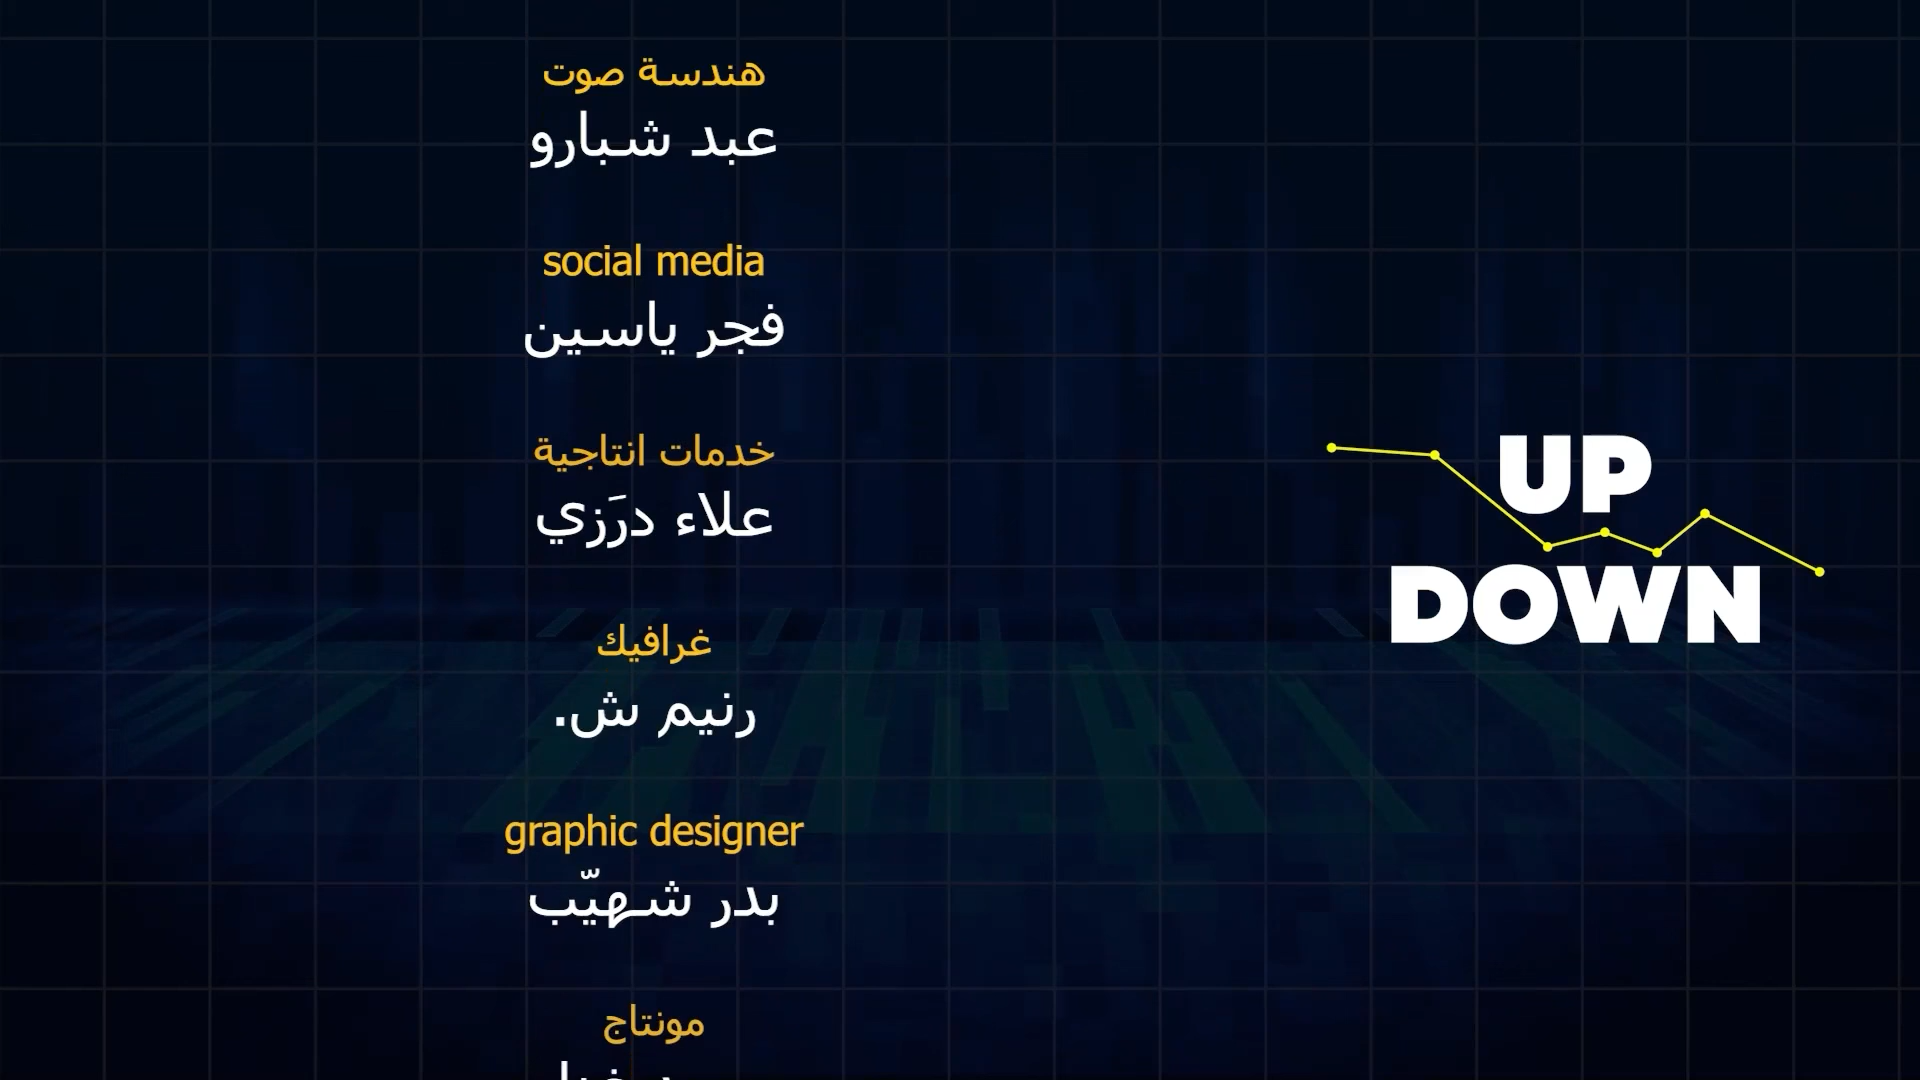 هندسة صوت
عبد شبارو
social media
فجر ياسين
خدمات انتاجية
علاء درَزي
غرافيك
رنيم ش.
graphic designer
بدر شهيّب
مونتاج
UP
DOWN